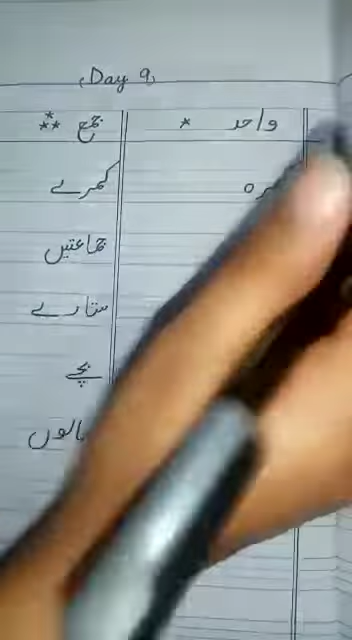 (Day 9)
واحد * جمع ***
کمرے
جماعتیں
ستارے
بچے